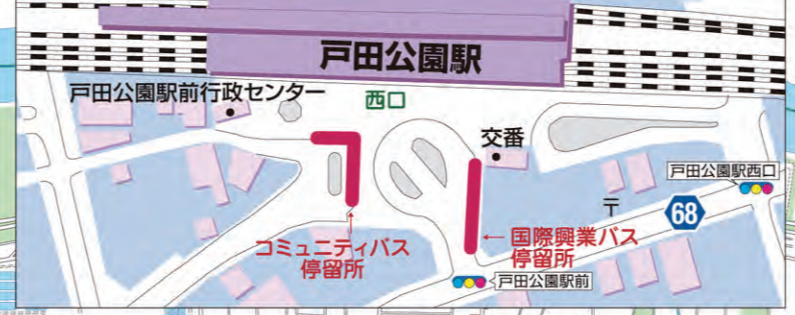 戸田公園駅
戸田公園駅前行政センター
西口
交番
戸田公園駅西口
〒
68
コミュニティバス
停留所
国際興業バス
停留所
戸田公園駅前